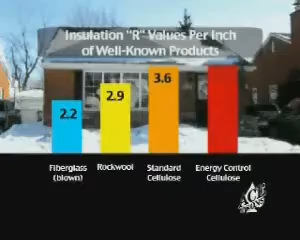 Insulation "R" Values Per Inch
of Well-Known Products
2.2
2.9
3.6
Fiberglass
(blown)
Rockwool
Standard
Cellulose
Energy Control
Cellulose